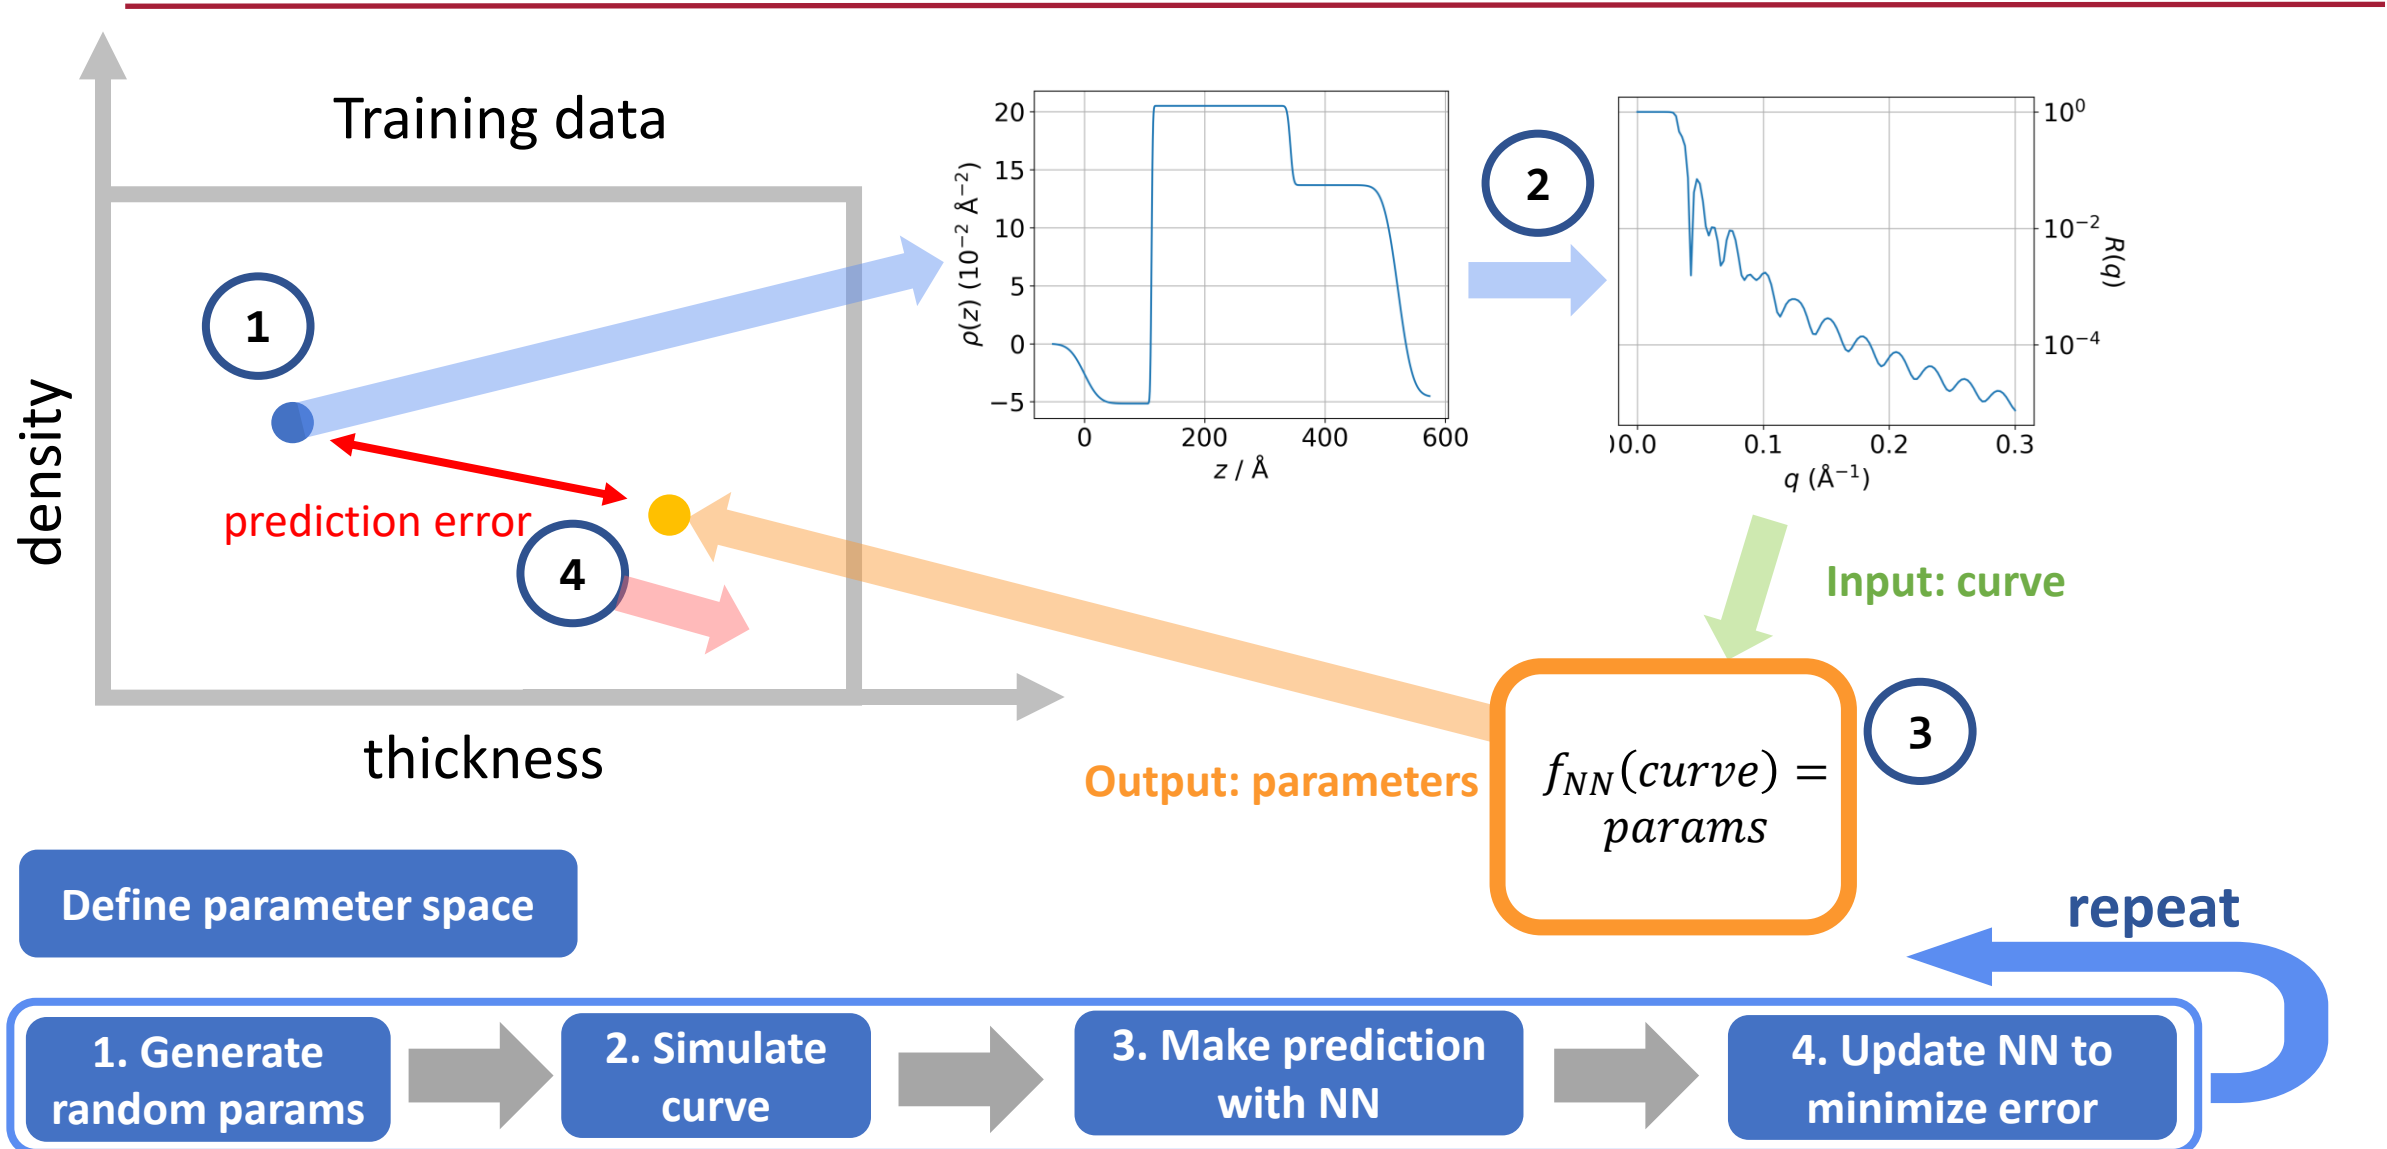 Training data
density
thickness
1
prediction error
4
20
15
10
5
0
−5
ρ(z) (10⁻² Å⁻²)
0 200 400 600
z / Å
2
10⁰
10⁻²
10⁻⁴
R(q)
0.0 0.1 0.2 0.3
q (Å⁻¹)
Input: curve
3
f_NN(curve) =
params
Output: parameters
Define parameter space
repeat
1. Generate
random params
2. Simulate
curve
3. Make prediction
with NN
4. Update NN to
minimize error